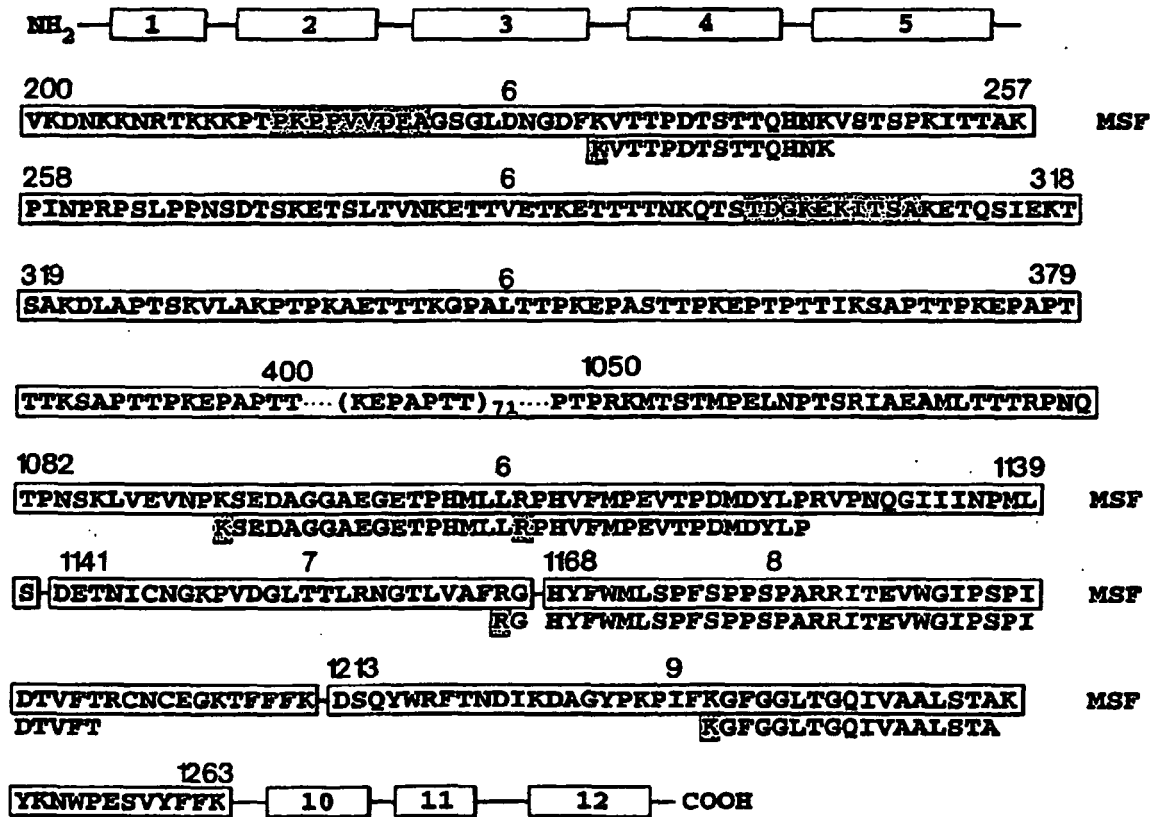 NH2 1 2 3 4 5
200 6 257
VKDNKKNRTKKKPTPKPPVVDEAGSGLDNGDFKVTTPDTSTTQHNKVSTSPKITTAK MSF
KVTTPDTSTTQHNK
258 6 318
PINPRPSLPPNSDTSKETSLTVNKETTVETKETTTTNKQTSTDGKEKITSAKETQSIEKT
319 6 379
SAKDLAPTSKVLAKPTPKAETTTKGPALTTPKEPASTTPKEPTPTTIKSAPTTPKEPAPT
400 1050
TTKSAPTTPKEPAPTT····(KEPAPTT)71····PTPRKMTSTMPELNPTSRIAEAMLTTTRPNQ
1082 6 1139
TPNSKLVEVNPKSEDAGGAEGETPHMLLRPHVFMPEVTPDMDYLPRVPNQGIIINPML MSF
KSEDAGGAEGETPHMLLRPHVFMPEVTPDMDYLP
1141 7 1168 8
S DETNICNGKPVDGLTTLRNGTLVAFRG HYFWMLSPFSPPSPARRITEVWGIPSPI MSF
RG HYFWMLSPFSPPSPARRITEVWGIPSPI
1213 9
DTVFTRCNCEGKTFFFK DSQYWRFTNDIKDAGYPKPIFKGFGGLTGQIVAALSTAK MSF
DTVFT KGFGGLTGQIVAALSTA
1263
YKNWPESVYFFK 10 11 12 COOH